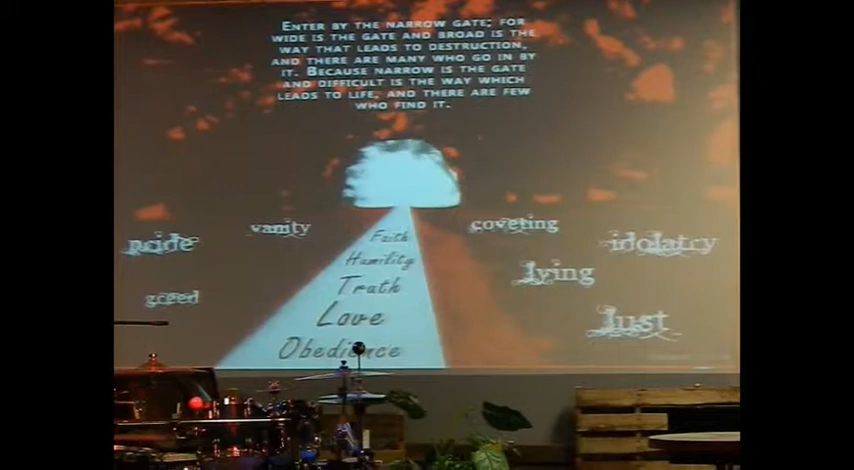 Enter by the narrow gate; for
wide is the gate and broad is the
way that leads to destruction,
and there are many who go in by
it. Because narrow is the gate
and difficult is the way which
leads to life, and there are few
who find it.
pride
vanity
coveting
idolatry
lying
greed
lust
Faith
Humility
Truth
Love
Obedience